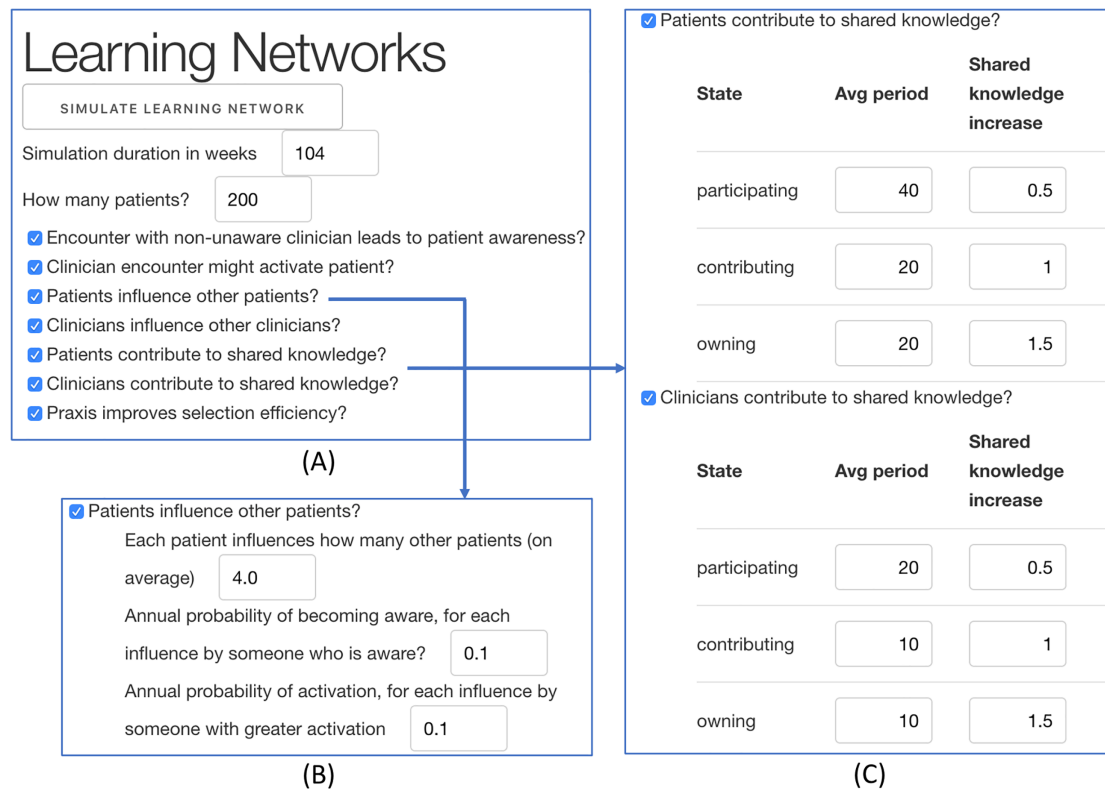 Learning Networks
SIMULATE LEARNING NETWORK
Simulation duration in weeks 104
How many patients? 200
Encounter with non-unaware clinician leads to patient awareness?
Clinician encounter might activate patient?
Patients influence other patients?
Clinicians influence other clinicians?
Patients contribute to shared knowledge?
Clinicians contribute to shared knowledge?
Praxis improves selection efficiency?
(A)
Patients influence other patients?
Each patient influences how many other patients (on
average) 4.0
Annual probability of becoming aware, for each
influence by someone who is aware? 0.1
Annual probability of activation, for each influence by
someone with greater activation 0.1
(B)
Patients contribute to shared knowledge?
Shared
State Avg period knowledge
increase
participating 40 0.5
contributing 20 1
owning 20 1.5
Clinicians contribute to shared knowledge?
Shared
State Avg period knowledge
increase
participating 20 0.5
contributing 10 1
owning 10 1.5
(C)